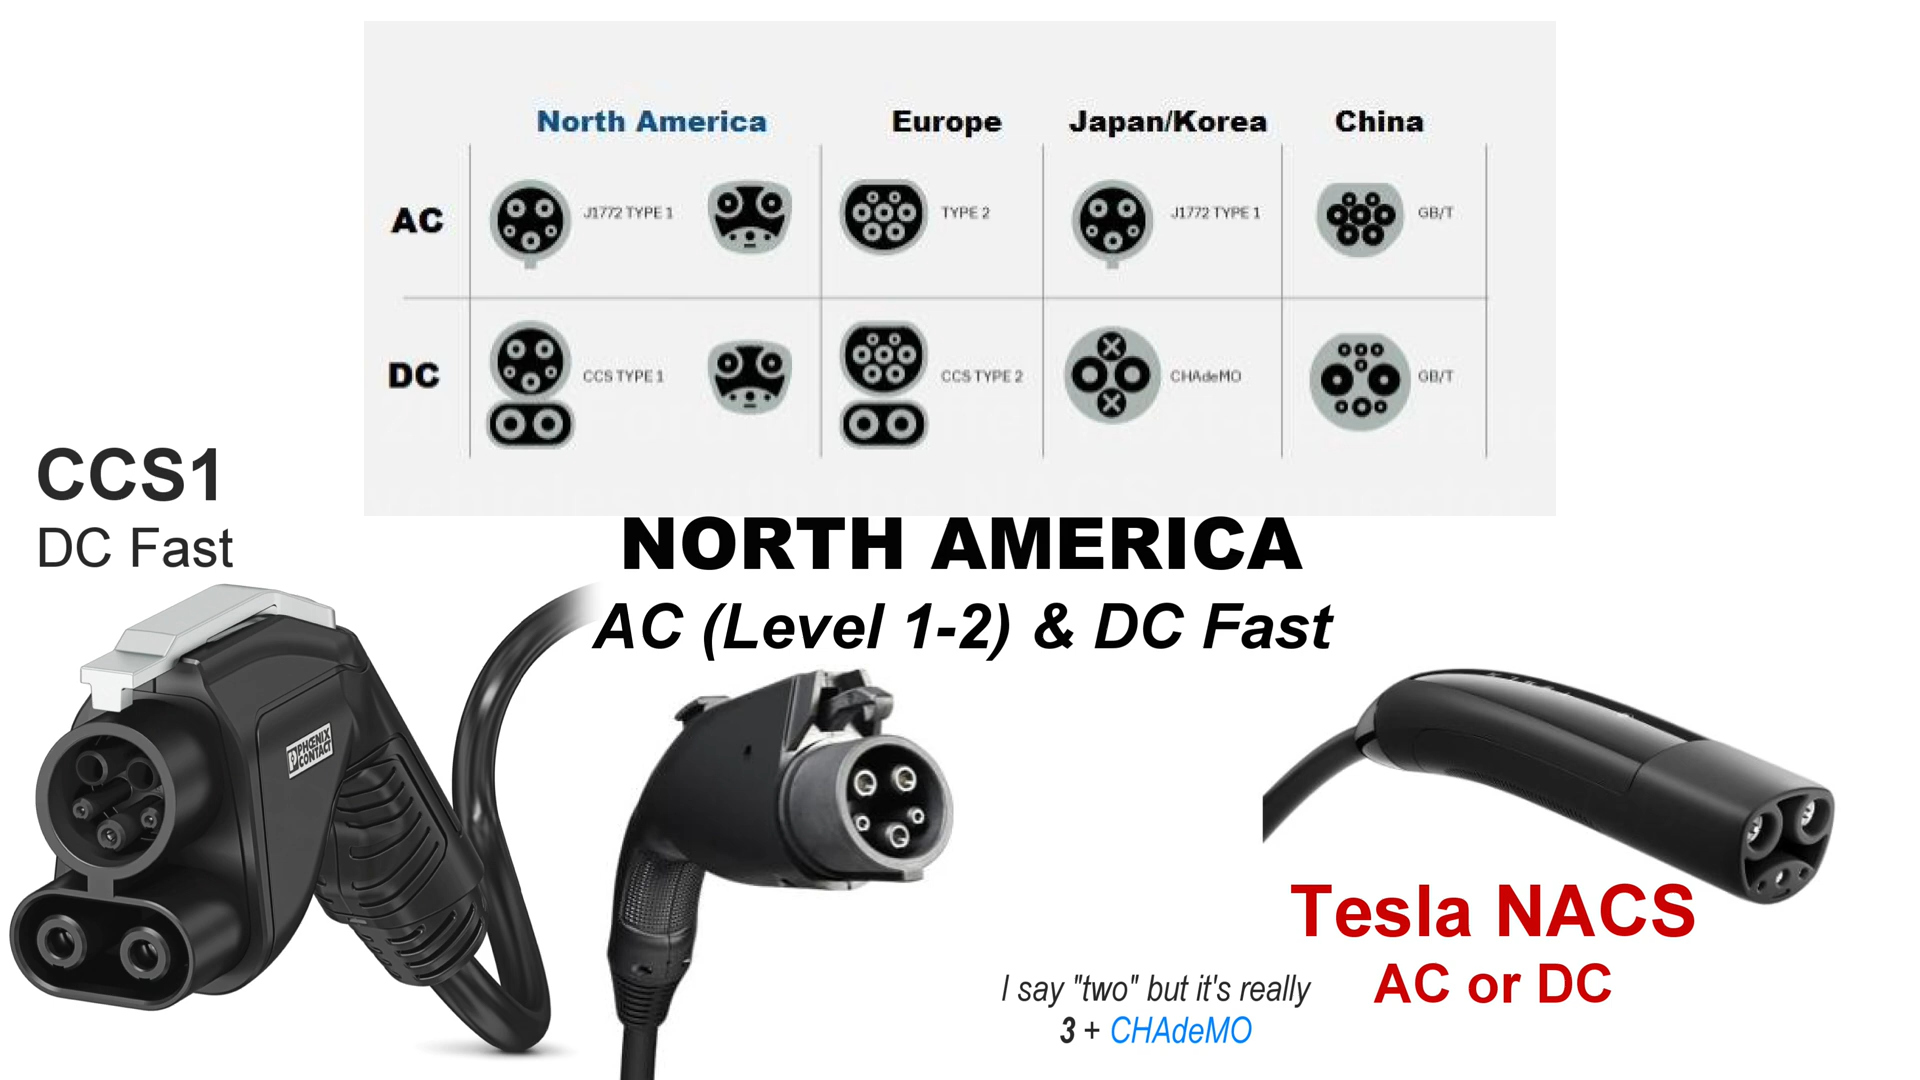 North America Europe Japan/Korea China
AC J1772 TYPE 1 TYPE 2 J1772 TYPE 1 GB/T
DC CCS TYPE 1 CCS TYPE 2 CHAdeMO GB/T
CCS1
DC Fast
NORTH AMERICA
AC (Level 1-2) & DC Fast
PHŒNIX
CONTACT
Tesla NACS
AC or DC
I say "two" but it's really
3 + CHAdeMO